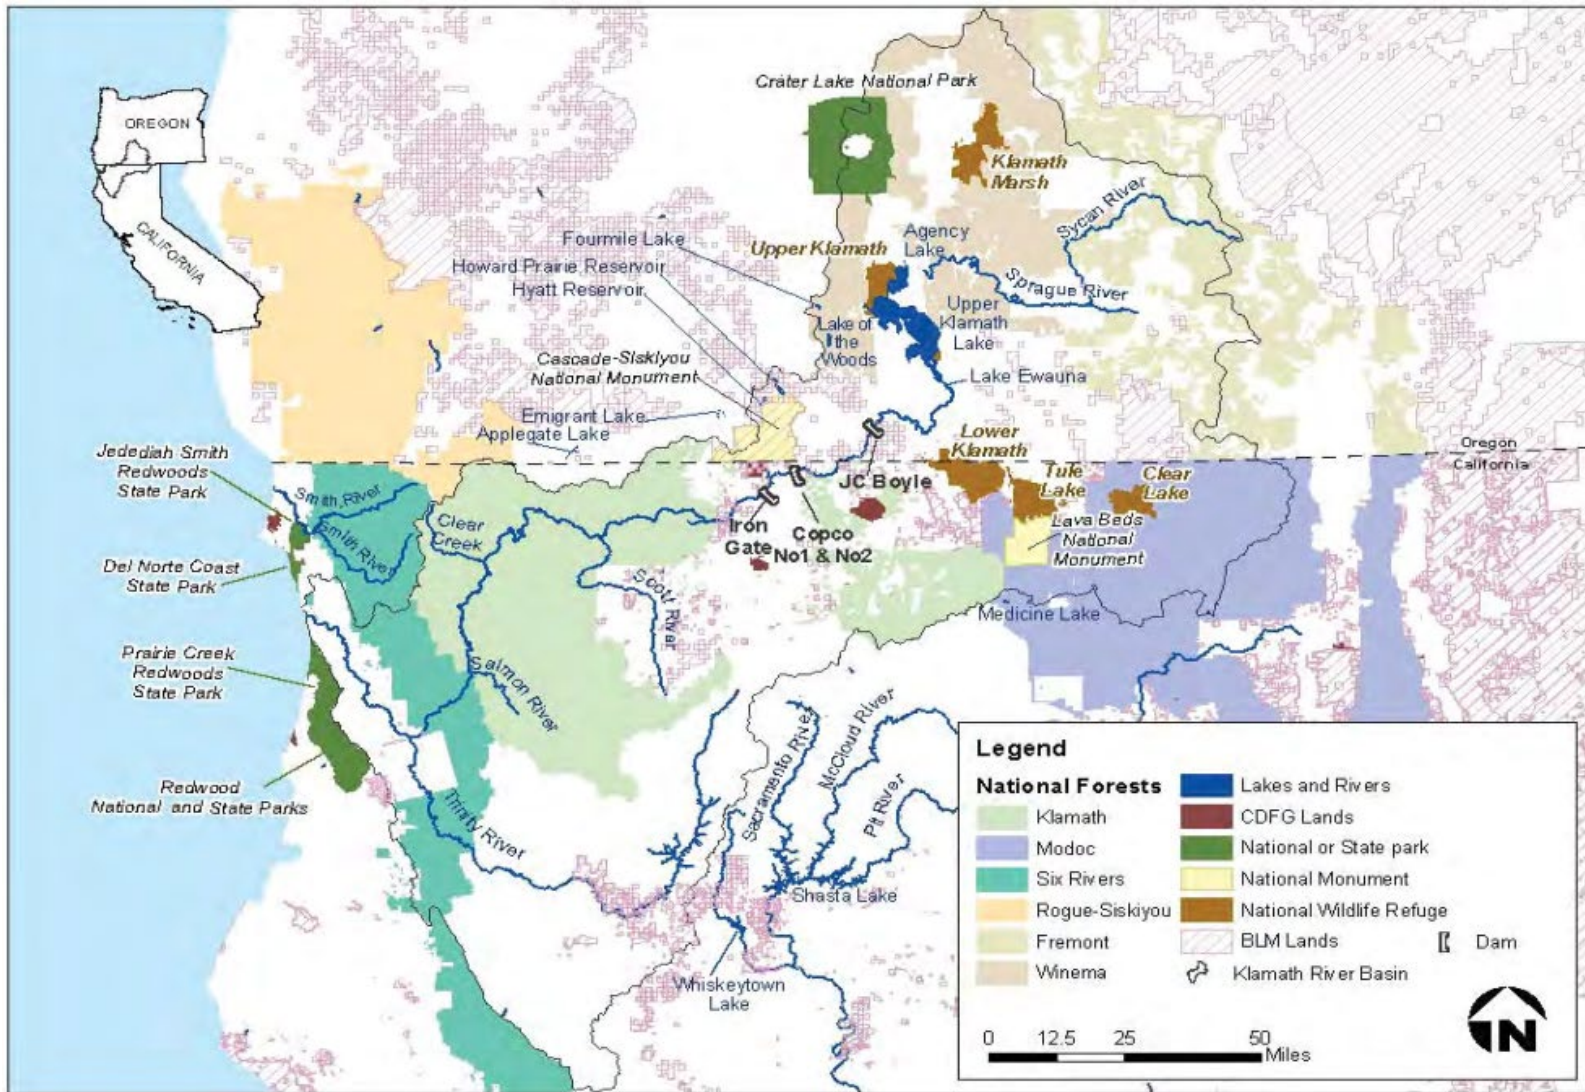 Crater Lake National Park
OREGON
CALIFORNIA
Klamath
Marsh
Sycan River
Fourmile Lake
Upper Klamath
Agency
Lake
Howard Prairie Reservoir
Hyatt Reservoir
Sprague River
Lake of
the
Woods
Upper
Klamath
Lake
Cascade-Siskiyou
National Monument
Lake Ewauna
Emigrant Lake
Applegate Lake
Lower
Klamath
Oregon
California
Jedediah Smith
Redwoods
State Park
Smith River
Smith River
Clear
Creek
JC Boyle
Tule
Lake
Clear
Lake
Iron
Gate
Copco
No1 & No2
Lava Beds
National
Monument
Del Norte Coast
State Park
Scott River
Medicine Lake
Prairie Creek
Redwoods
State Park
Salmon River
Redwood
National and State Parks
Trinity River
Sacramento River
McCloud River
Pit River
Shasta Lake
Whiskeytown
Lake
Legend
National Forests
Klamath
Modoc
Six Rivers
Rogue-Siskiyou
Fremont
Winema
Lakes and Rivers
CDFG Lands
National or State park
National Monument
National Wildlife Refuge
BLM Lands
Dam
Klamath River Basin
0 12.5 25 50
Miles
N